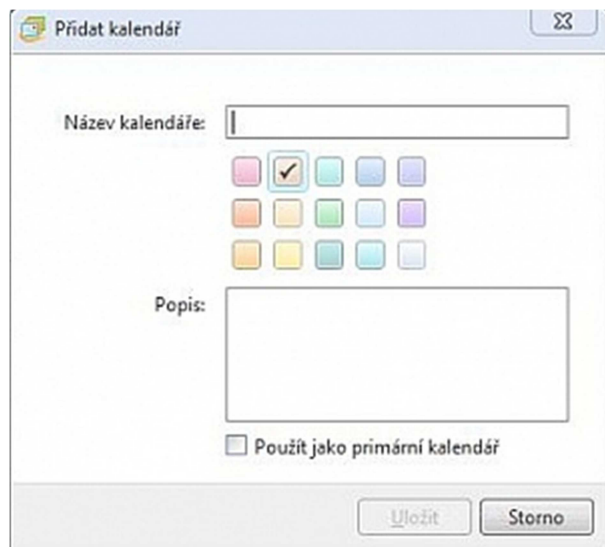 Přidat kalendář
Název kalendáře:
Popis:
Použít jako primární kalendář
Uložit
Storno